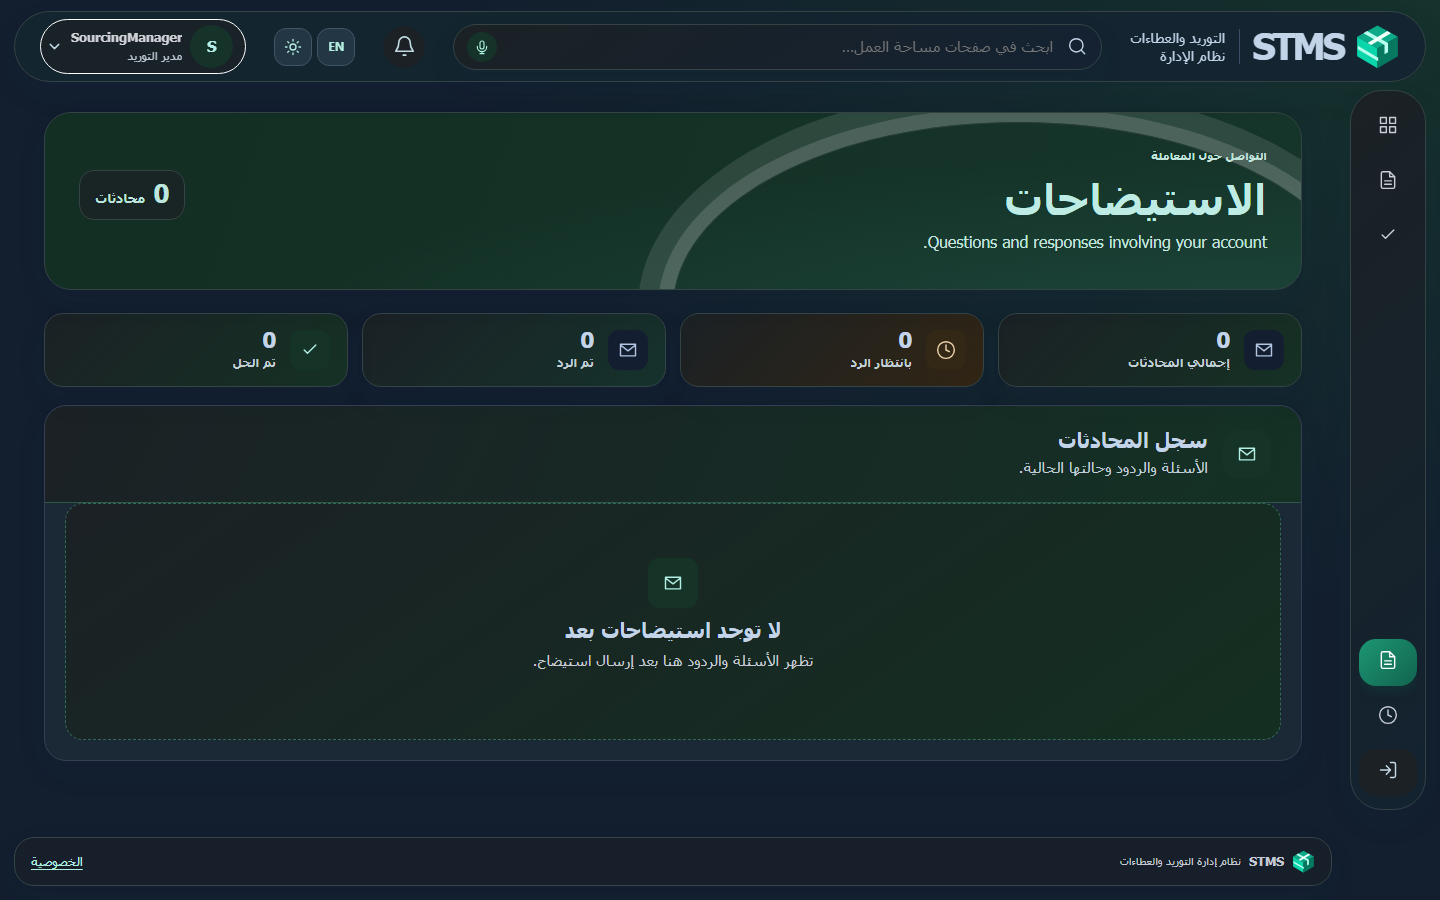 STMS
التوريد والعطاءات
نظام الإدارة
ابحث في صفحات مساحة العمل...
EN
S
SourcingManager
مدير التوريد
التواصل حول المعاملة
الاستيضاحات
Questions and responses involving your account.
0 محادثات
0
إجمالي المحادثات
0
بانتظار الرد
0
تم الرد
0
تم الحل
سجل المحادثات
الأسئلة والردود وحالتها الحالية.
لا توجد استيضاحات بعد
تظهر الأسئلة والردود هنا بعد إرسال استيضاح.
STMS نظام إدارة التوريد والعطاءات
الخصوصية